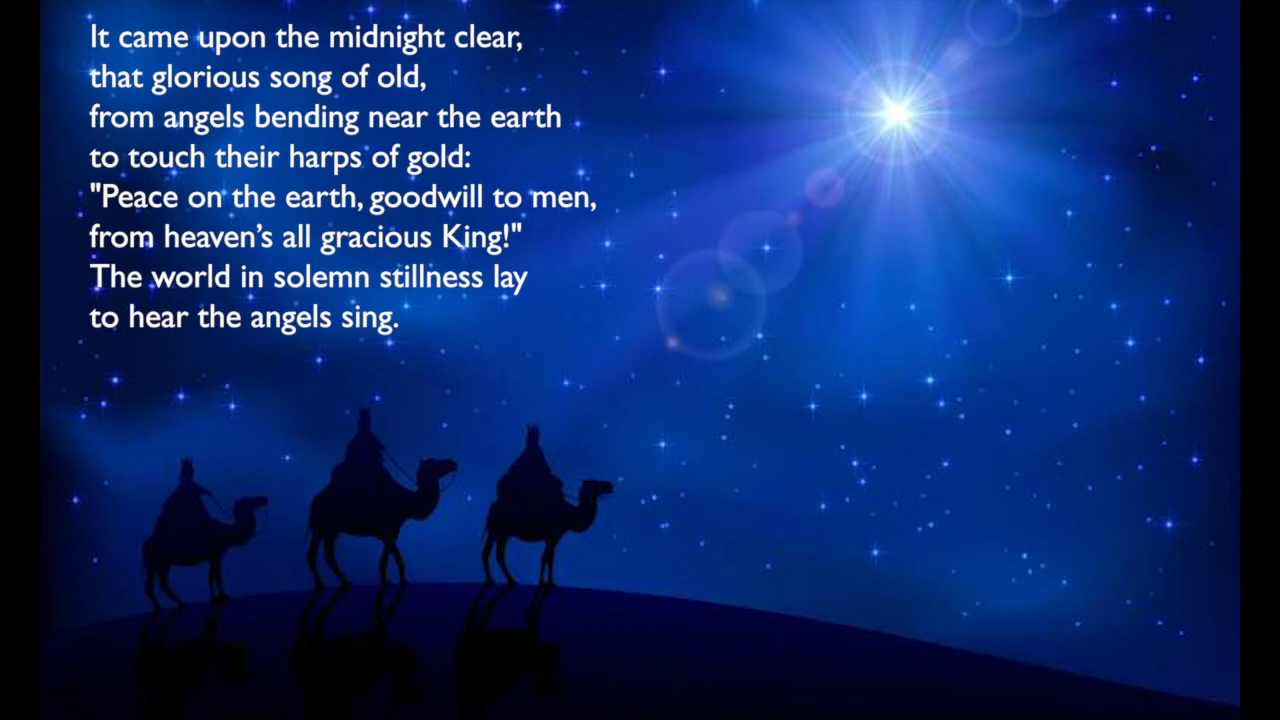 It came upon the midnight clear,
that glorious song of old,
from angels bending near the earth
to touch their harps of gold:
"Peace on the earth, goodwill to men,
from heaven’s all gracious King!"
The world in solemn stillness lay
to hear the angels sing.